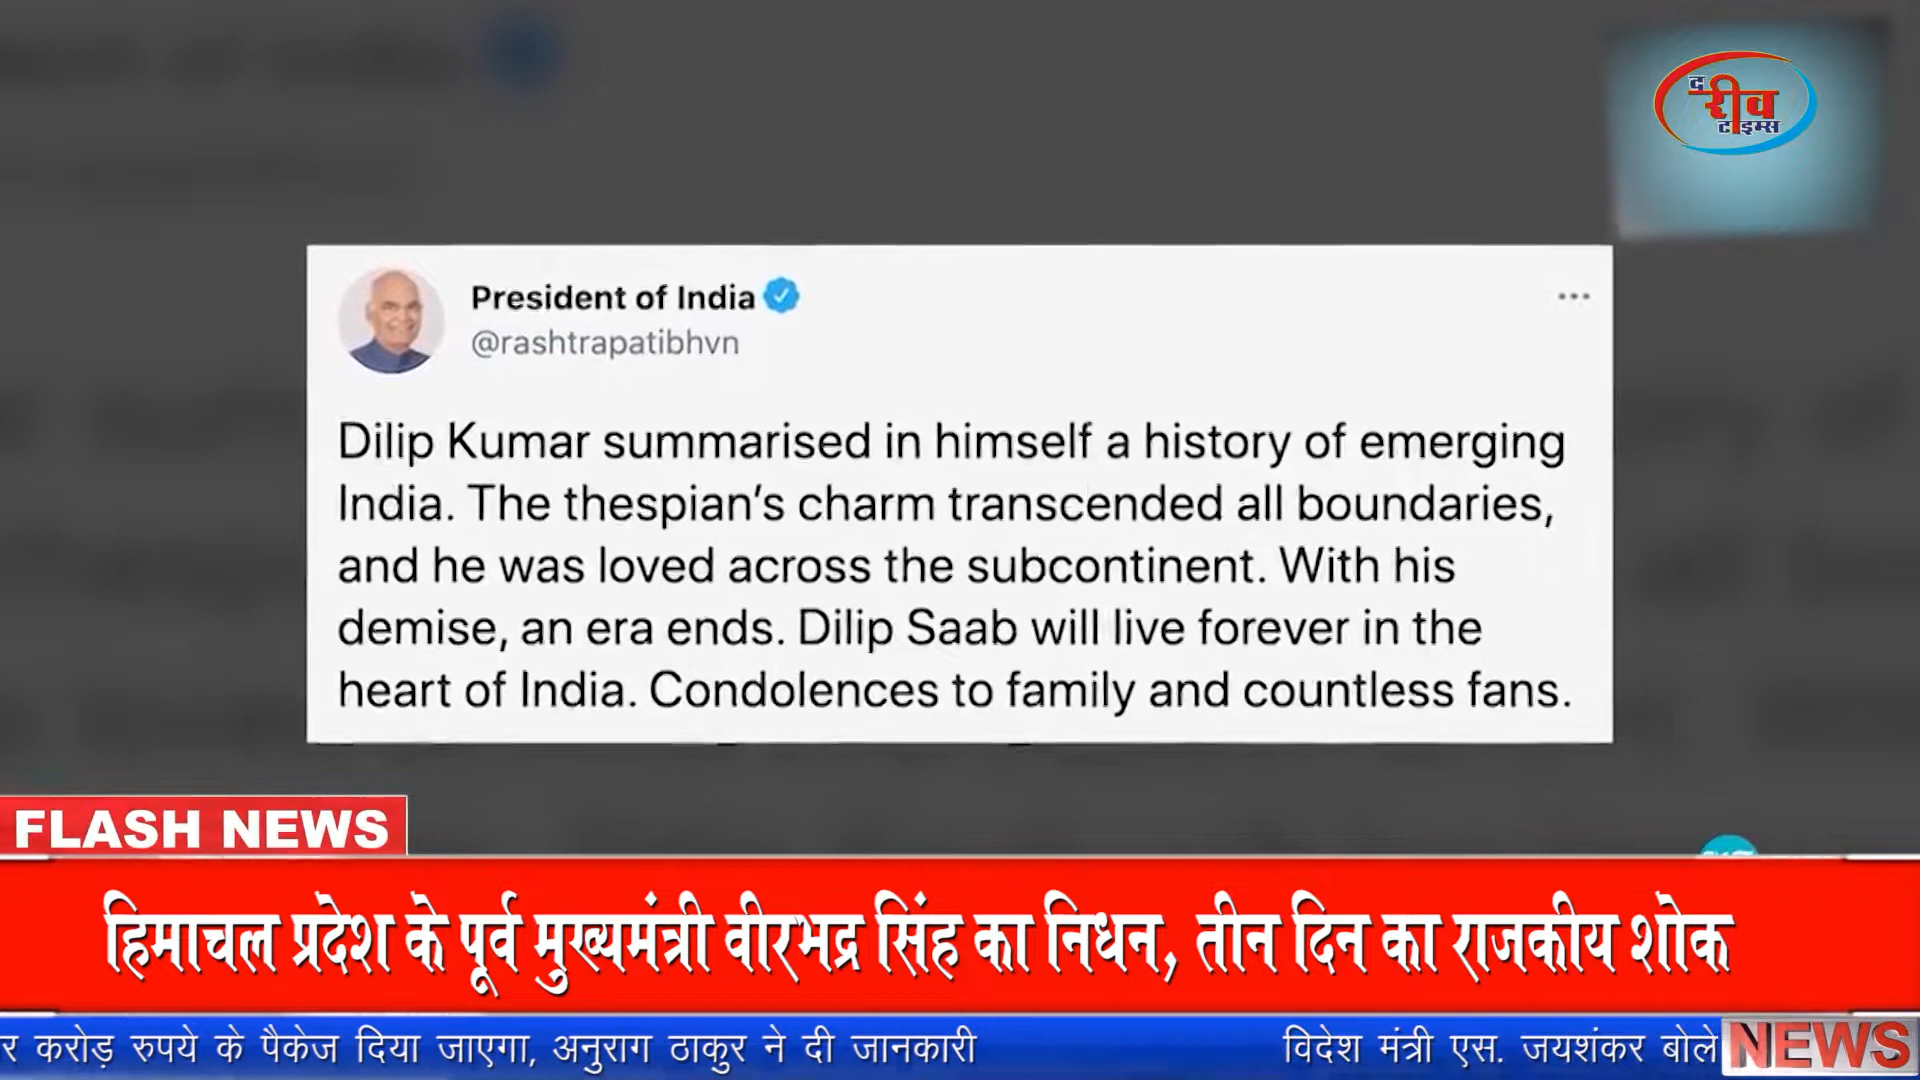 द
रीव
टाइम्स
President of India
@rashtrapatibhvn
Dilip Kumar summarised in himself a history of emerging
India. The thespian’s charm transcended all boundaries,
and he was loved across the subcontinent. With his
demise, an era ends. Dilip Saab will live forever in the
heart of India. Condolences to family and countless fans.
FLASH NEWS
हिमाचल प्रदेश के पूर्व मुख्यमंत्री वीरभद्र सिंह का निधन, तीन दिन का राजकीय शोक
र करोड़ रुपये के पैकेज दिया जाएगा, अनुराग ठाकुर ने दी जानकारी विदेश मंत्री एस. जयशंकर बोले
NEWS